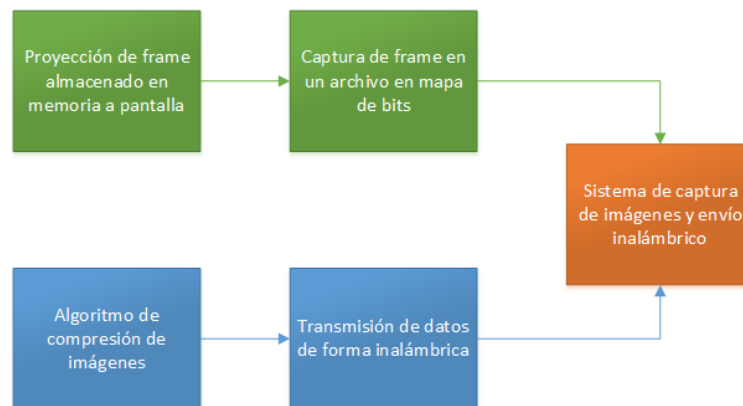 Proyección de frame
almacenado en
memoria a pantalla
Captura de frame en
un archivo en mapa
de bits
Sistema de captura
de imágenes y envío
inalámbrico
Algoritmo de
compresión de
imágenes
Transmisión de datos
de forma inalámbrica